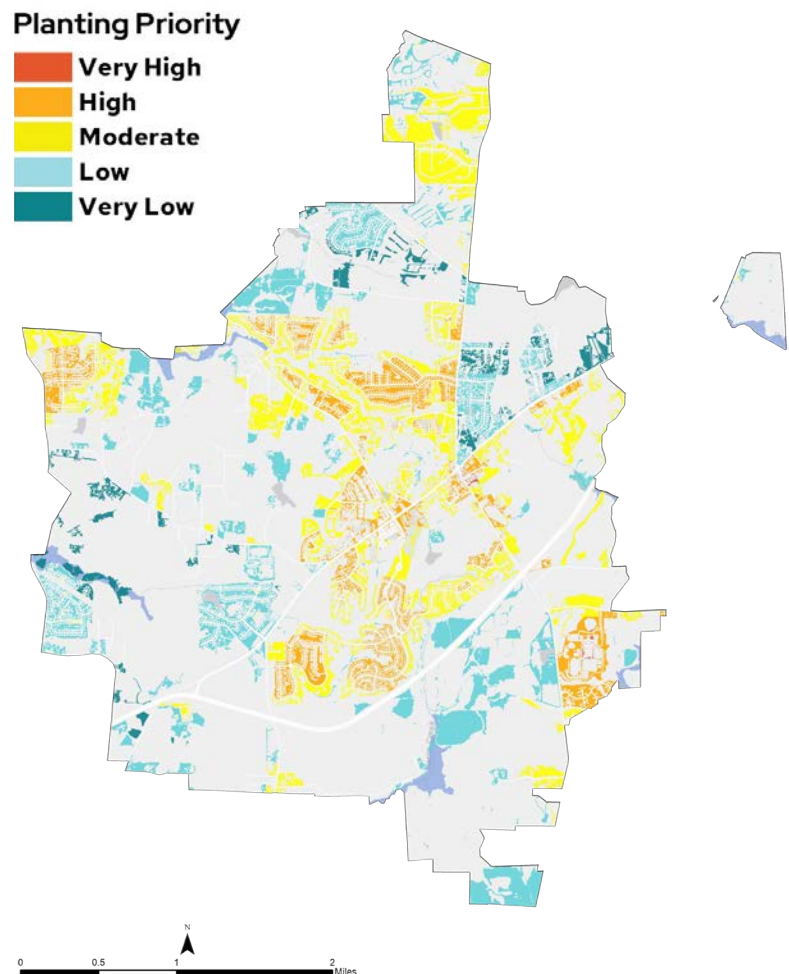 Planting Priority
Very High
High
Moderate
Low
Very Low
N
0 0.5 1 2
Miles